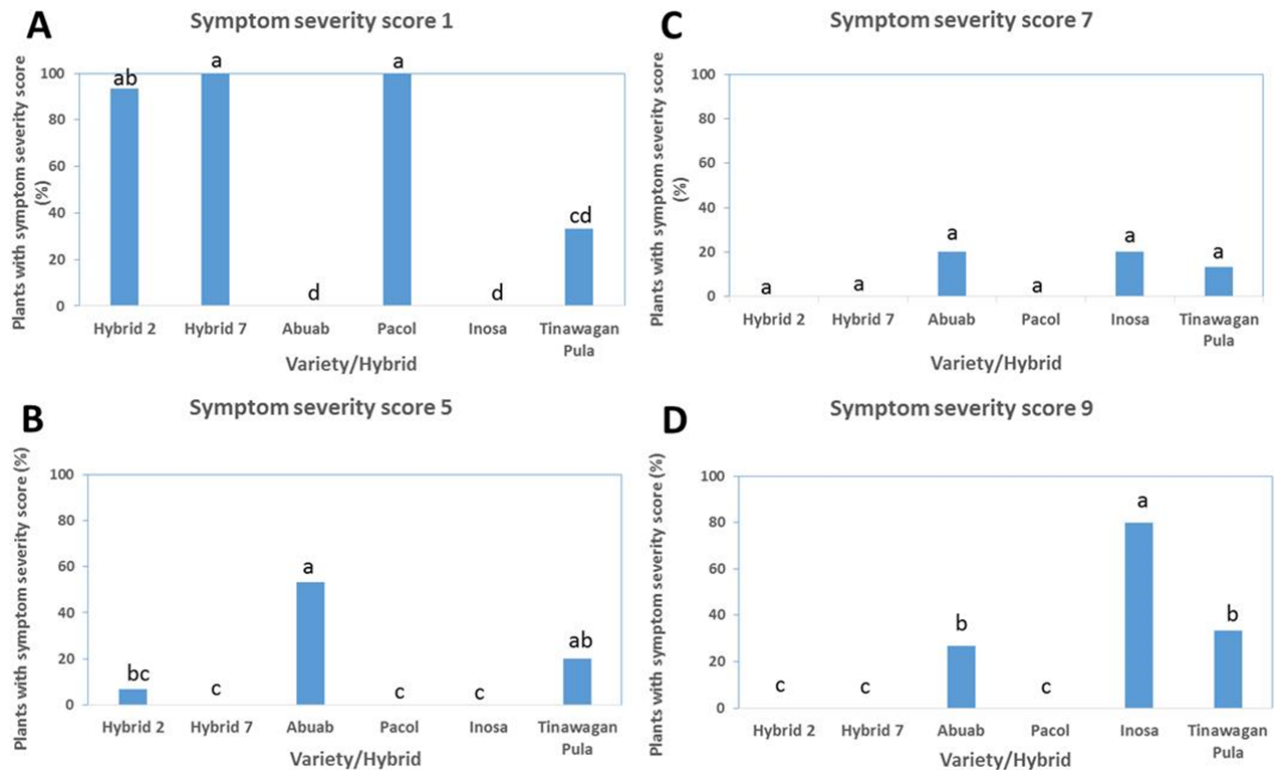 A
Symptom severity score 1
Plants with symptom severity score
(%)
100
80
60
40
20
0
ab
a
d
a
d
cd
Hybrid 2
Hybrid 7
Abuab
Pacol
Inosa
Tinawagan
Pula
Variety/Hybrid
C
Symptom severity score 7
Plants with symptom severity score
(%)
100
80
60
40
20
0
a
a
a
a
a
a
Hybrid 2
Hybrid 7
Abuab
Pacol
Inosa
Tinawagan
Pula
Variety/Hybrid
B
Symptom severity score 5
Plants with symptom severity score (%)
100
80
60
40
20
0
bc
c
a
c
c
ab
Hybrid 2
Hybrid 7
Abuab
Pacol
Inosa
Tinawagan
Pula
Variety/Hybrid
D
Symptom severity score 9
Plants with symptom severity score (%)
100
80
60
40
20
0
c
c
b
c
a
b
Hybrid 2
Hybrid 7
Abuab
Pacol
Inosa
Tinawagan
Pula
Variety/Hybrid